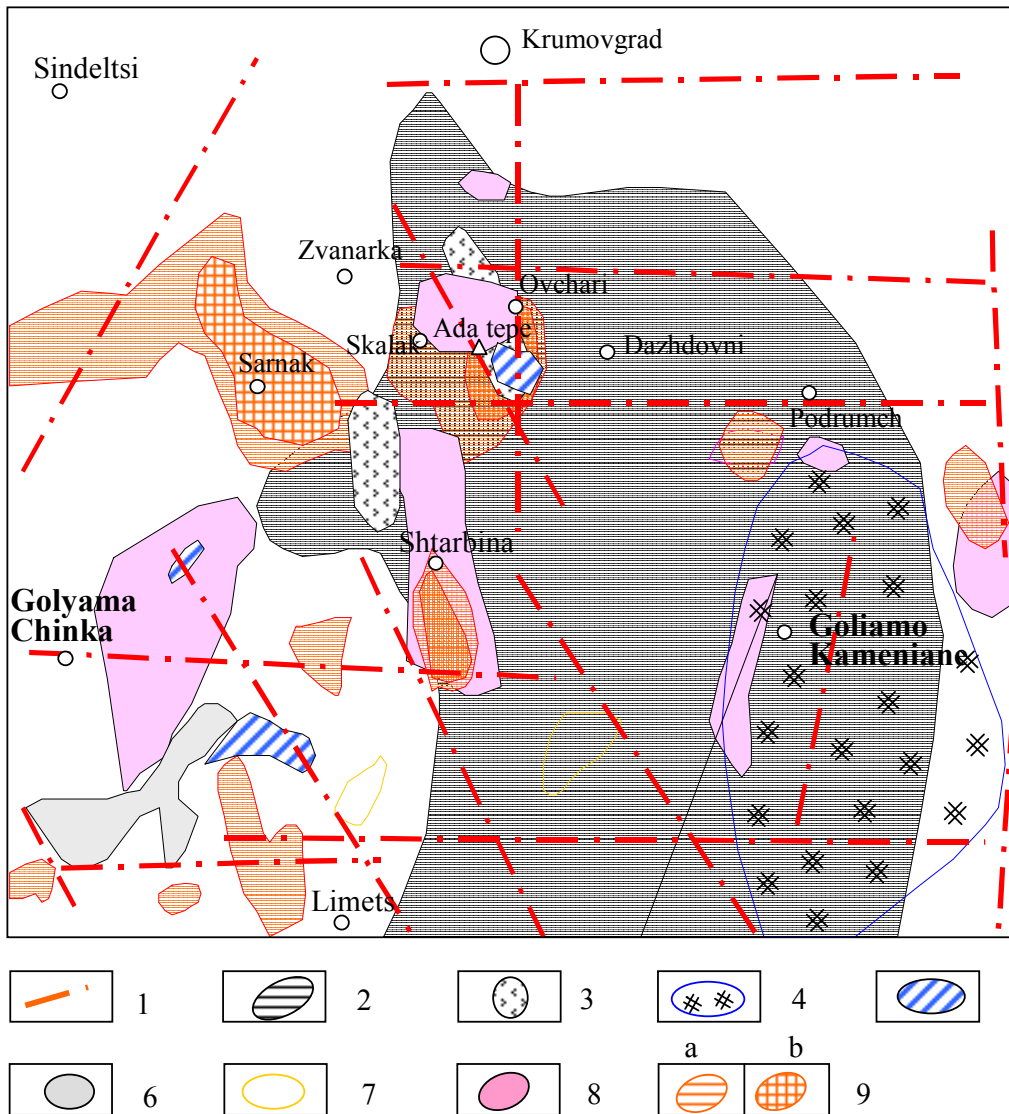 Krumovgrad
Sindeltsi
Zvanarka
Ovchari
Skalak
Ada tepe
Dazhdovni
Sarnak
Podrumch
Shtarbina
Golyama
Chinka
Goliamo
Kameniane
Limets
1
2
3
4
a
b
6
7
8
9